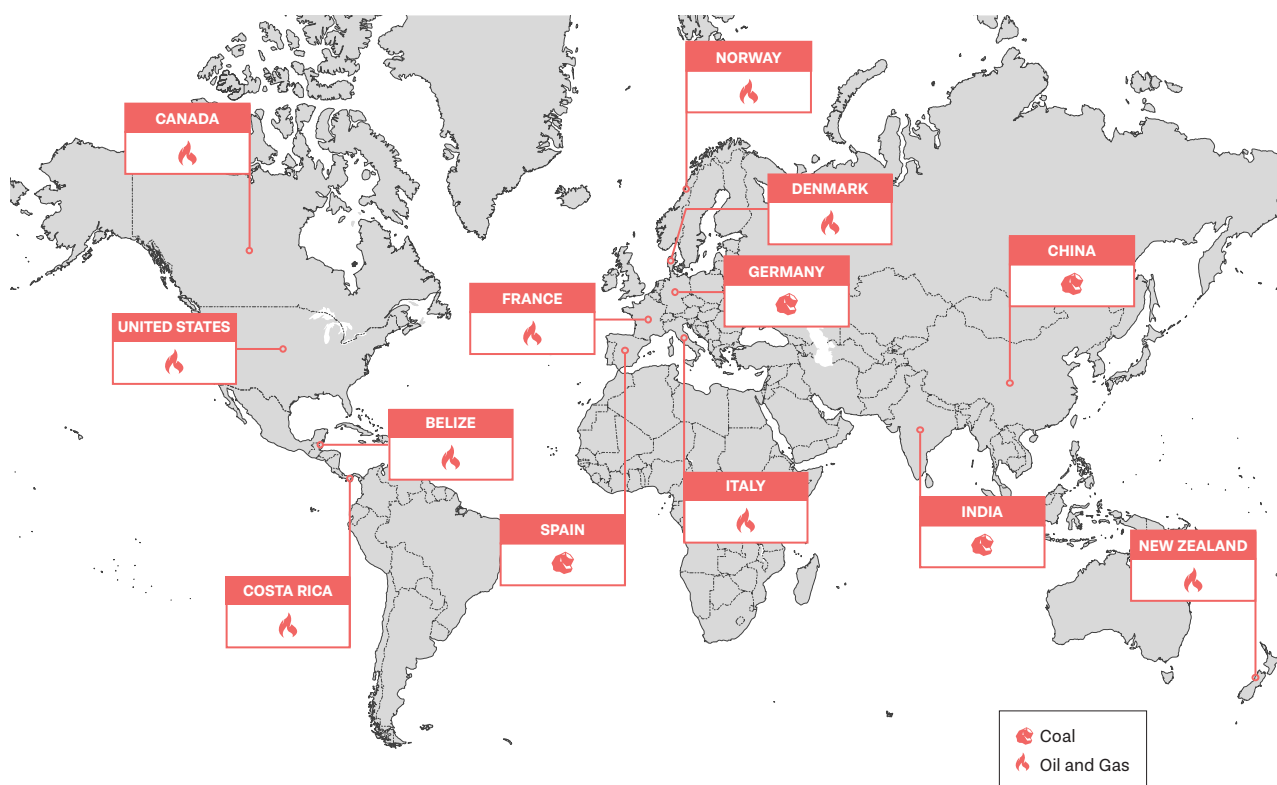 NORWAY
CANADA
DENMARK
CHINA
GERMANY
FRANCE
UNITED STATES
BELIZE
ITALY
INDIA
SPAIN
NEW ZEALAND
COSTA RICA
Coal
Oil and Gas